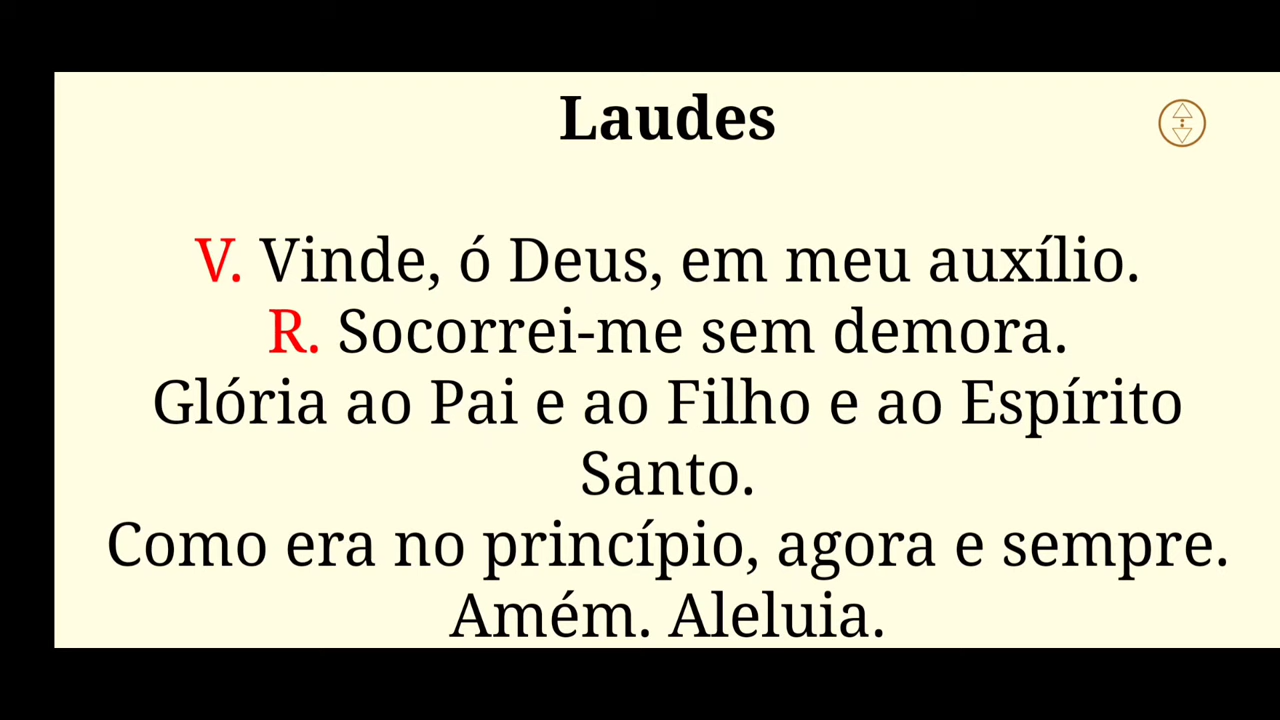 Laudes
V. Vinde, ó Deus, em meu auxílio.
R. Socorrei-me sem demora.
Glória ao Pai e ao Filho e ao Espírito
Santo.
Como era no princípio, agora e sempre.
Amém. Aleluia.